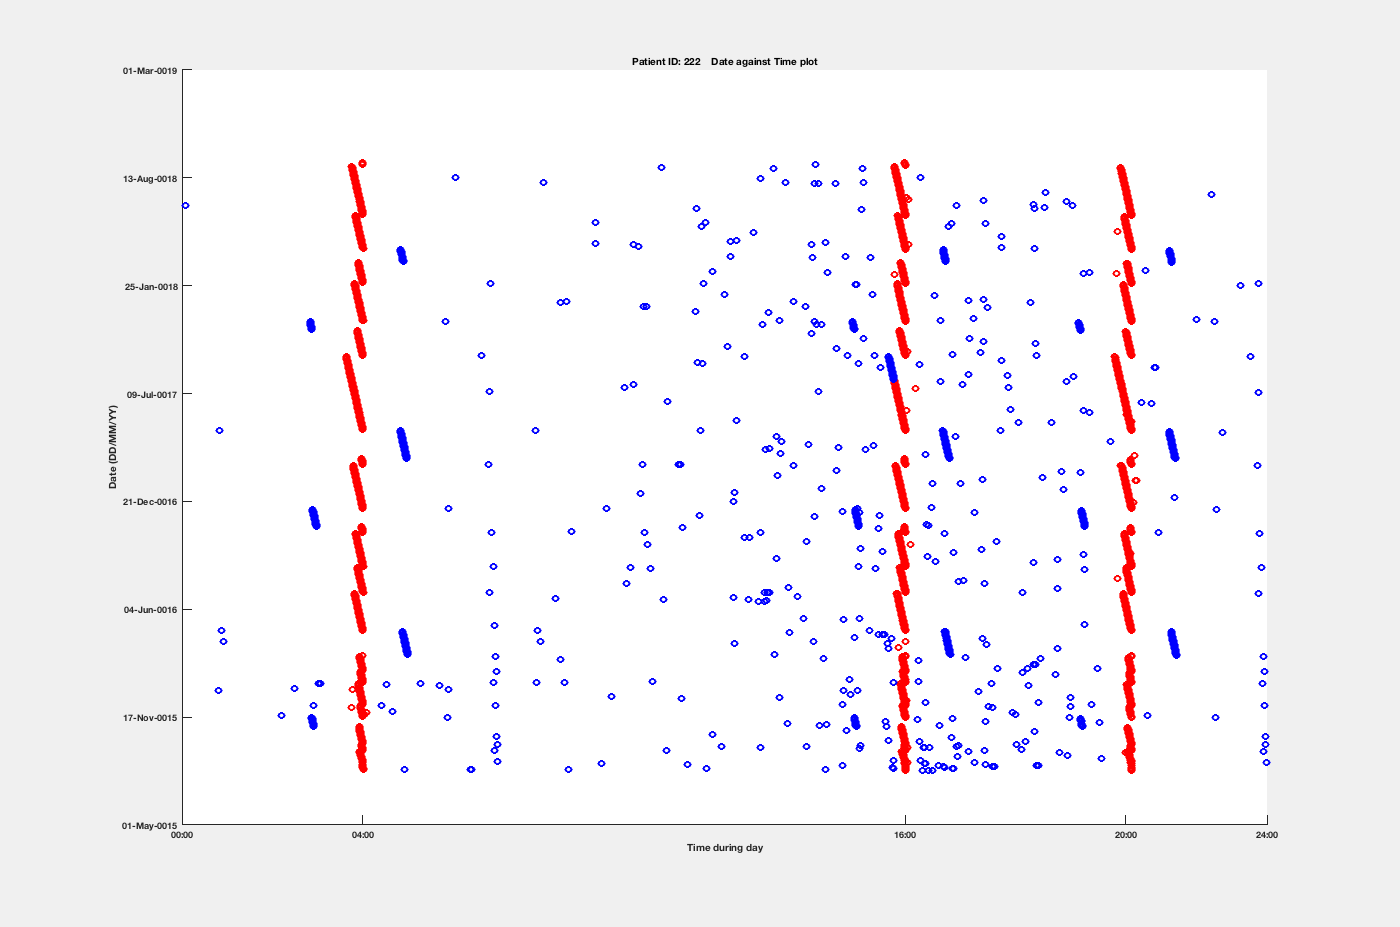 Patient ID: 222 Date against Time plot
01-Mar-0019
13-Aug-0018
25-Jan-0018
09-Jul-0017
21-Dec-0016
04-Jun-0016
17-Nov-0015
01-May-0015
Date (DD/MM/YY)
00:00 04:00 16:00 20:00 24:00
Time during day